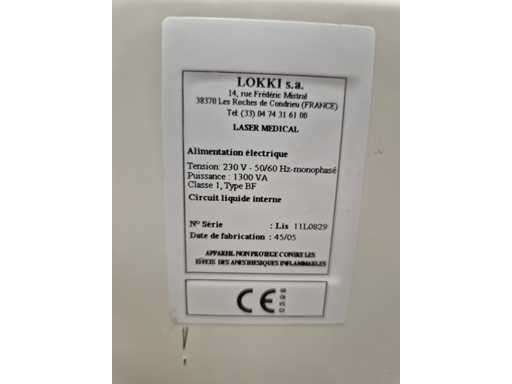 LOKKI s.a.
14, rue Fréderic Mistral
38370 Les Roches de Condrieu (FRANCE)
Tel: (33) 04 74 31 61 00
LASER MEDICAL
Alimentation électrique
Tension: 230 V - 50/60 Hz-monophasé
Puissance : 1300 VA
Classe 1, Type BF
Circuit liquide interne
N° Série : Lis 11L0829
Date de fabrication : 45/05
APPAREIL NON PROTEGE CONTRE LES
EFFETS DES ANESTHESIQUES INFLAMMABLES
CE